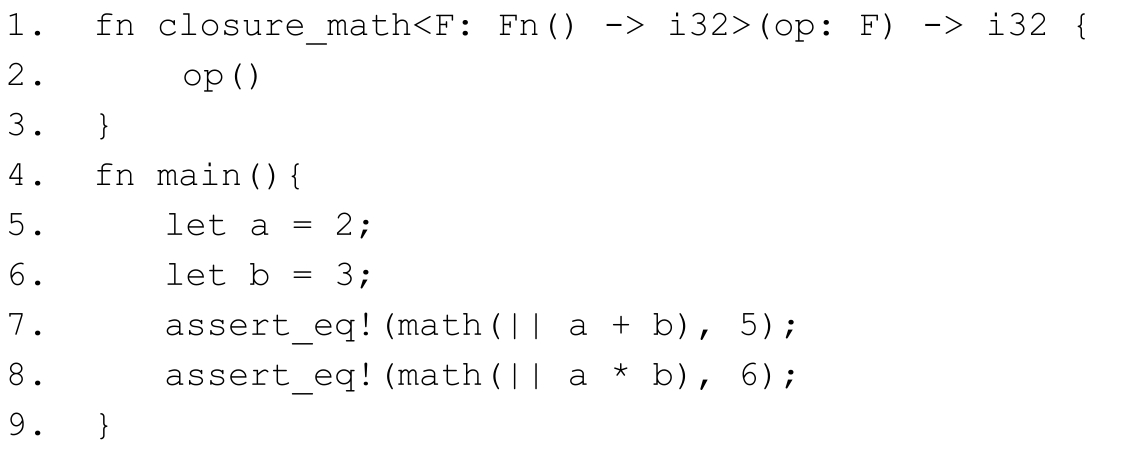 1.  fn closure_math<F: Fn() -> i32>(op: F) -> i32 {
2.      op()
3.  }
4.  fn main(){
5.     let a = 2;
6.     let b = 3;
7.     assert_eq!(math(|| a + b), 5);
8.     assert_eq!(math(|| a * b), 6);
9.  }